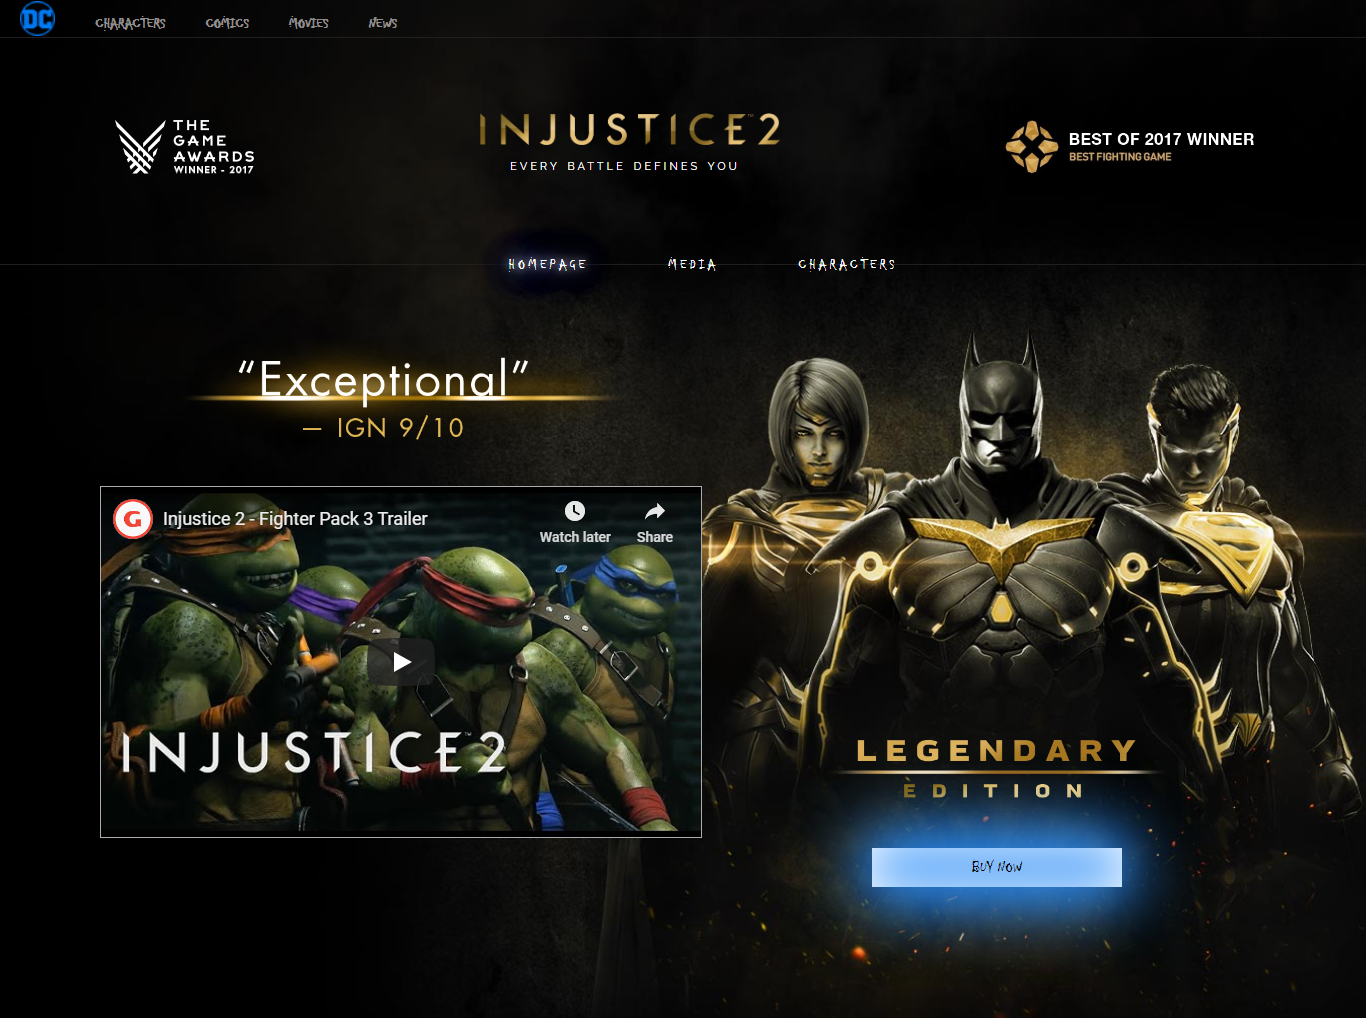 DC
CHARACTERS COMICS MOVIES NEWS
THE
GAME
AWARDS
WINNER - 2017
INJUSTICE 2™
EVERY BATTLE DEFINES YOU
BEST OF 2017 WINNER
BEST FIGHTING GAME
HOMEPAGE MEDIA CHARACTERS
“Exceptional”
— IGN 9/10
G
Injustice 2 - Fighter Pack 3 Trailer
Watch later
Share
INJUSTICE 2™
LEGENDARY
EDITION
BUY NOW